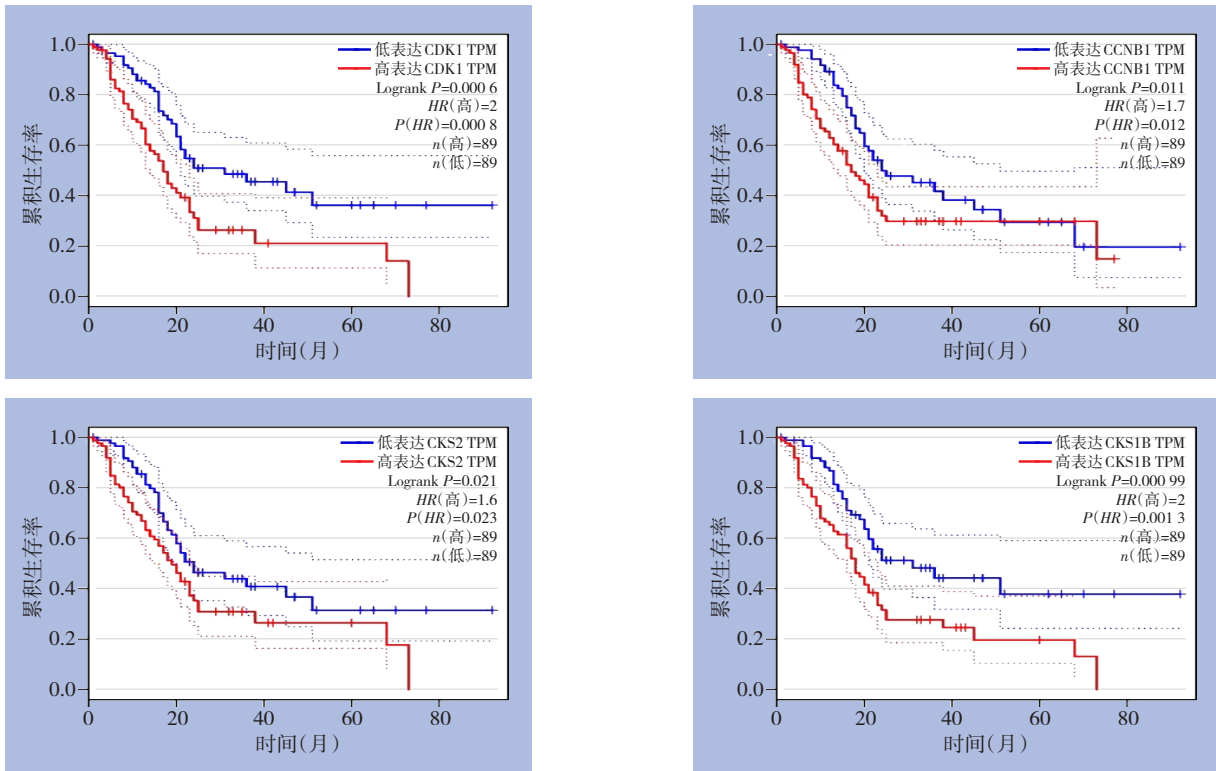 1.0
0.8
0.6
0.4
0.2
0.0
累积生存率
低表达CDK1 TPM
高表达CDK1 TPM
Logrank P=0.000 6
HR(高)=2
P(HR)=0.000 8
n(高)=89
n(低)=89
0 20 40 60 80
时间(月)
1.0
0.8
0.6
0.4
0.2
0.0
累积生存率
低表达CCNB1 TPM
高表达CCNB1 TPM
Logrank P=0.011
HR(高)=1.7
P(HR)=0.012
n(高)=89
n(低)=89
0 20 40 60 80
时间(月)
1.0
0.8
0.6
0.4
0.2
0.0
累积生存率
低表达CKS2 TPM
高表达CKS2 TPM
Logrank P=0.021
HR(高)=1.6
P(HR)=0.023
n(高)=89
n(低)=89
0 20 40 60 80
时间(月)
1.0
0.8
0.6
0.4
0.2
0.0
累积生存率
低表达CKS1B TPM
高表达CKS1B TPM
Logrank P=0.000 99
HR(高)=2
P(HR)=0.001 3
n(高)=89
n(低)=89
0 20 40 60 80
时间(月)